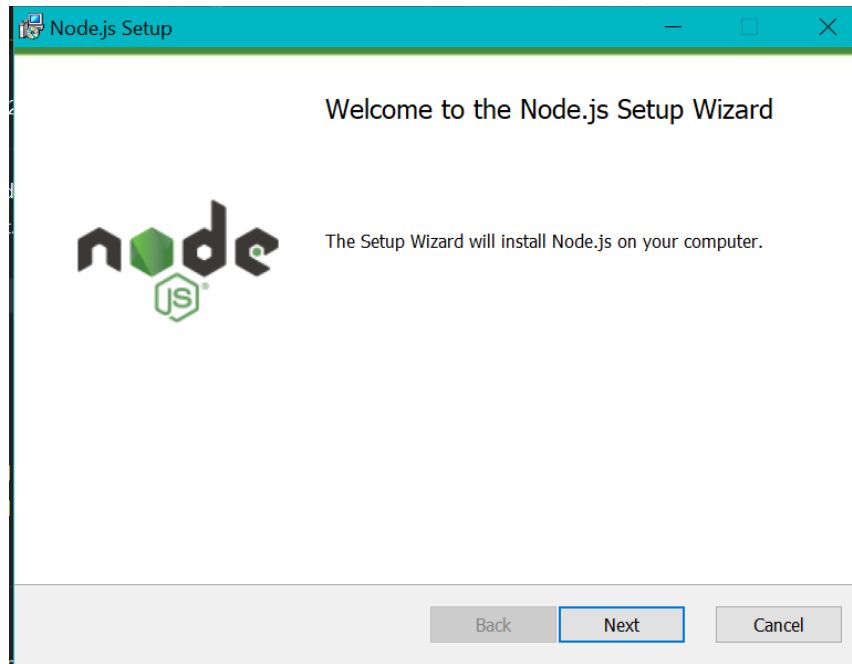 Node.js Setup
Welcome to the Node.js Setup Wizard
node
JS
The Setup Wizard will install Node.js on your computer.
Back
Next
Cancel